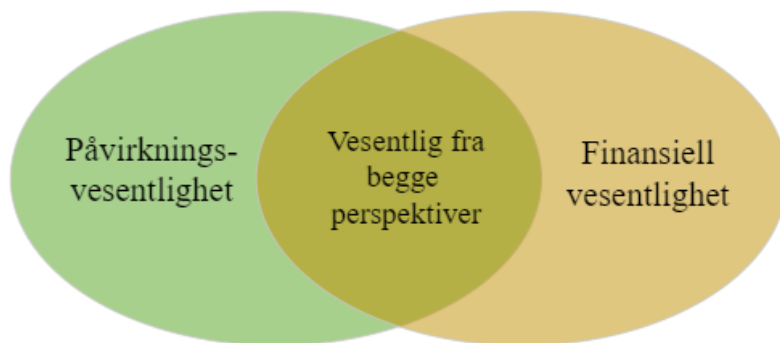 Påvirknings-
vesentlighet
Vesentlig fra
begge
perspektiver
Finansiell
vesentlighet